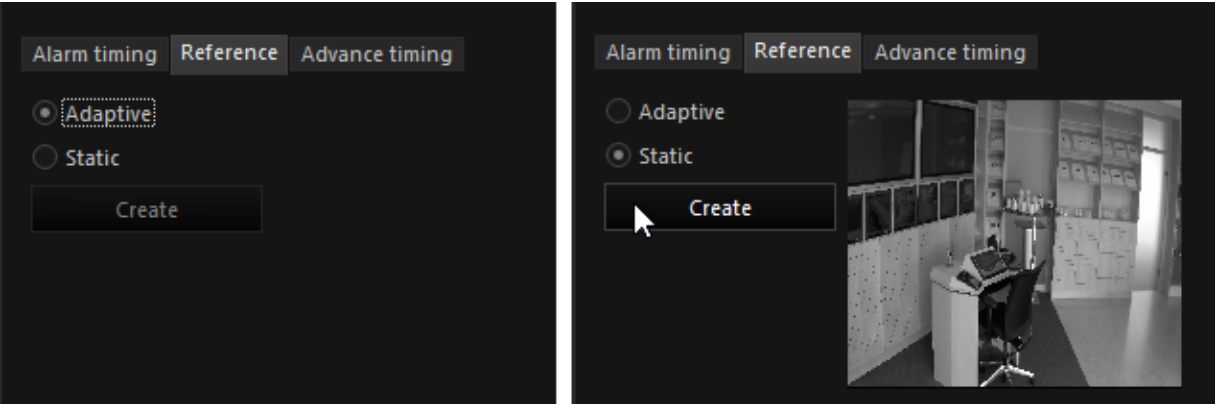 Alarm timing Reference Advance timing
Adaptive
Static
Create
Alarm timing Reference Advance timing
Adaptive
Static
Create